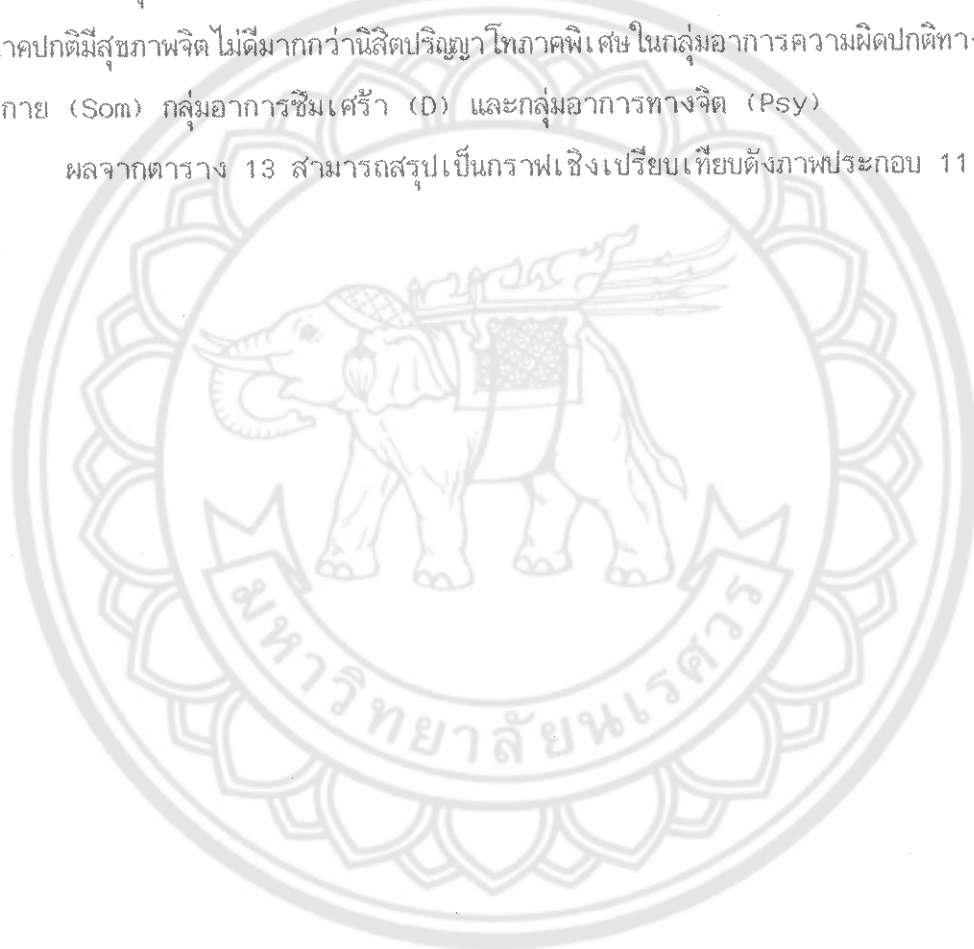 าคปกติมีสุขภาพจิตไม่ดีมากกว่านิสิตปริญญาโทภาคพิเศษในกลุ่มอาการความผิดปกติทาง
กาย (Som) กลุ่มอาการซึมเศร้า (D) และกลุ่มอาการทางจิต (Psy)
ผลจากตาราง 13 สามารถสรุปเป็นกราฟเชิงเปรียบเทียบดังภาพประกอบ 11
มหาวิทยาลัยนเรศวร